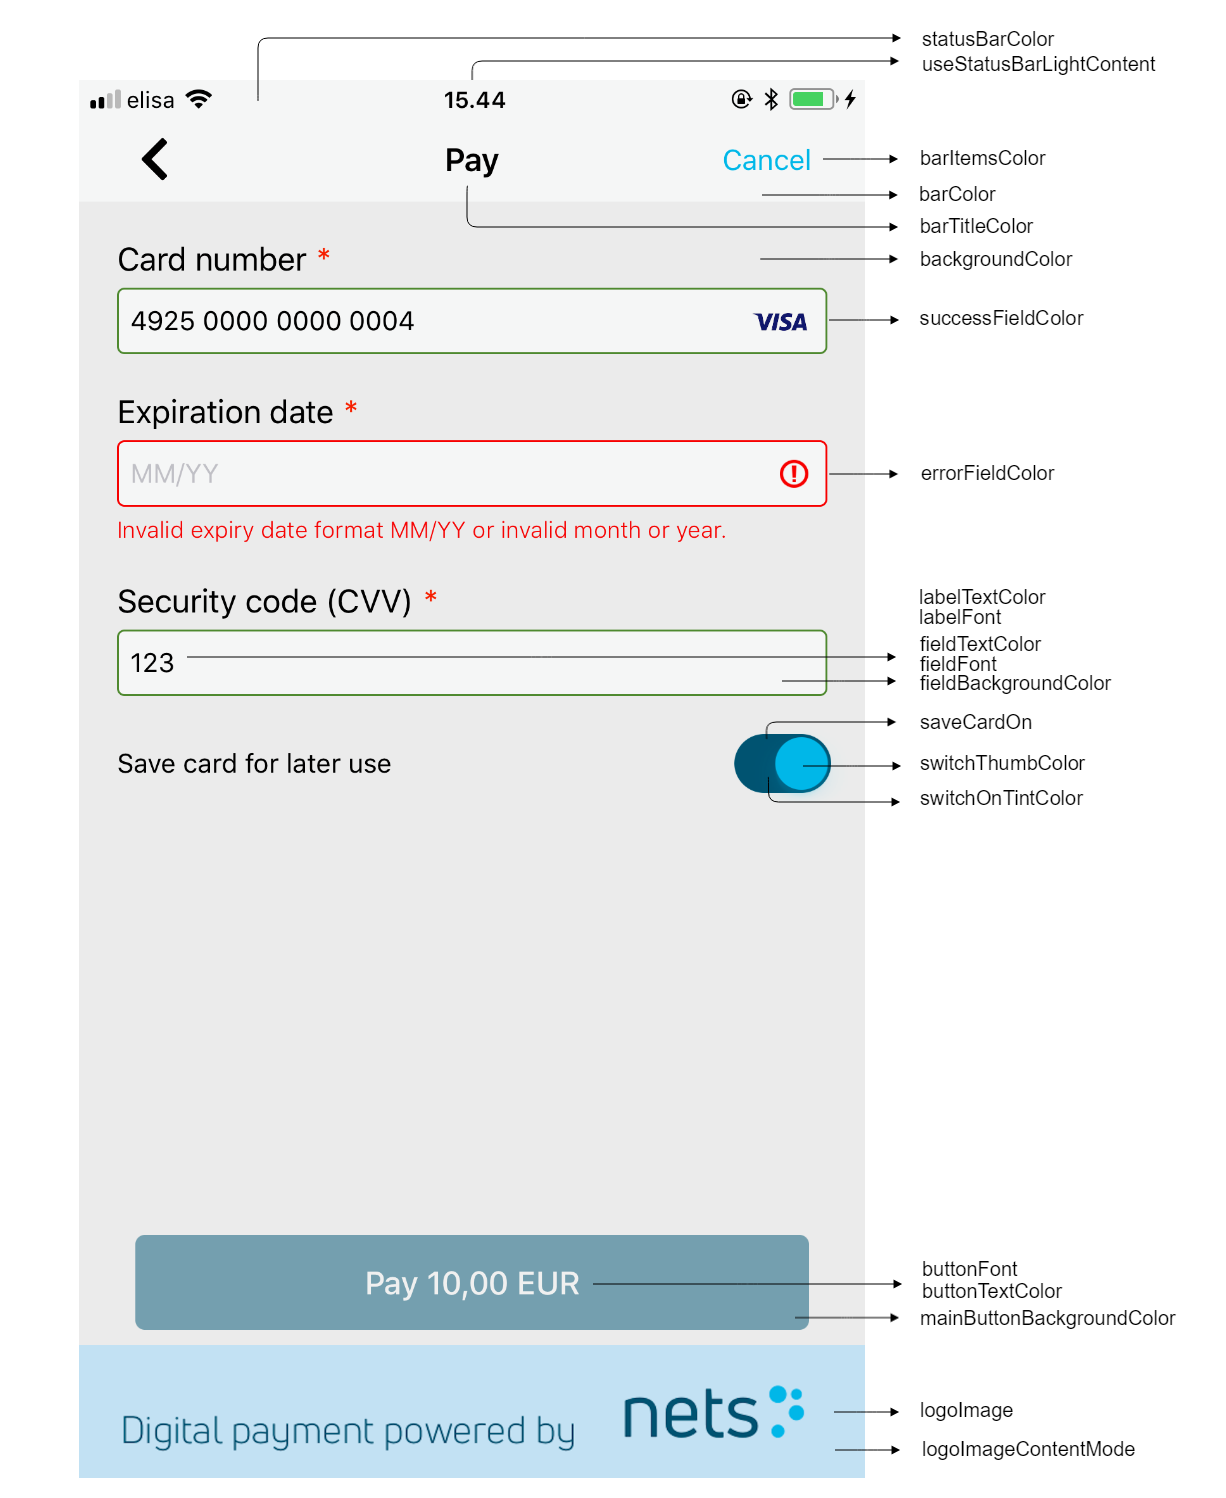 statusBarColor
useStatusBarLightContent
elisa 15.44
Pay Cancel barItemsColor
barColor
barTitleColor
Card number * backgroundColor
4925 0000 0000 0004 VISA successFieldColor
Expiration date *
MM/YY errorFieldColor
Invalid expiry date format MM/YY or invalid month or year.
Security code (CVV) * labelTextColor
labelFont
fieldTextColor
123 fieldFont
fieldBackgroundColor
saveCardOn
Save card for later use switchThumbColor
switchOnTintColor
buttonFont
Pay 10,00 EUR buttonTextColor
mainButtonBackgroundColor
Digital payment powered by nets logoImage
logoImageContentMode